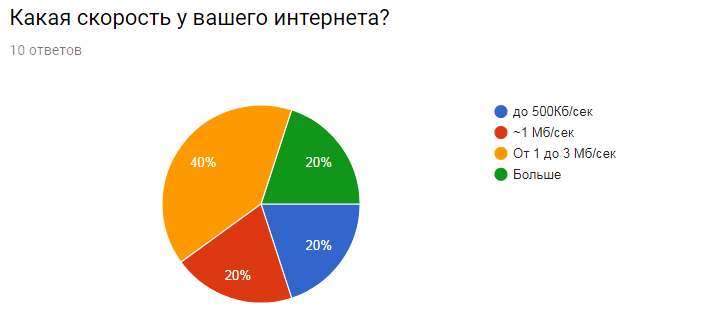 Какая скорость у вашего интернета?
10 ответов
40%
20%
20%
20%
до 500Кб/сек
~1 Мб/сек
От 1 до 3 Мб/сек
Больше